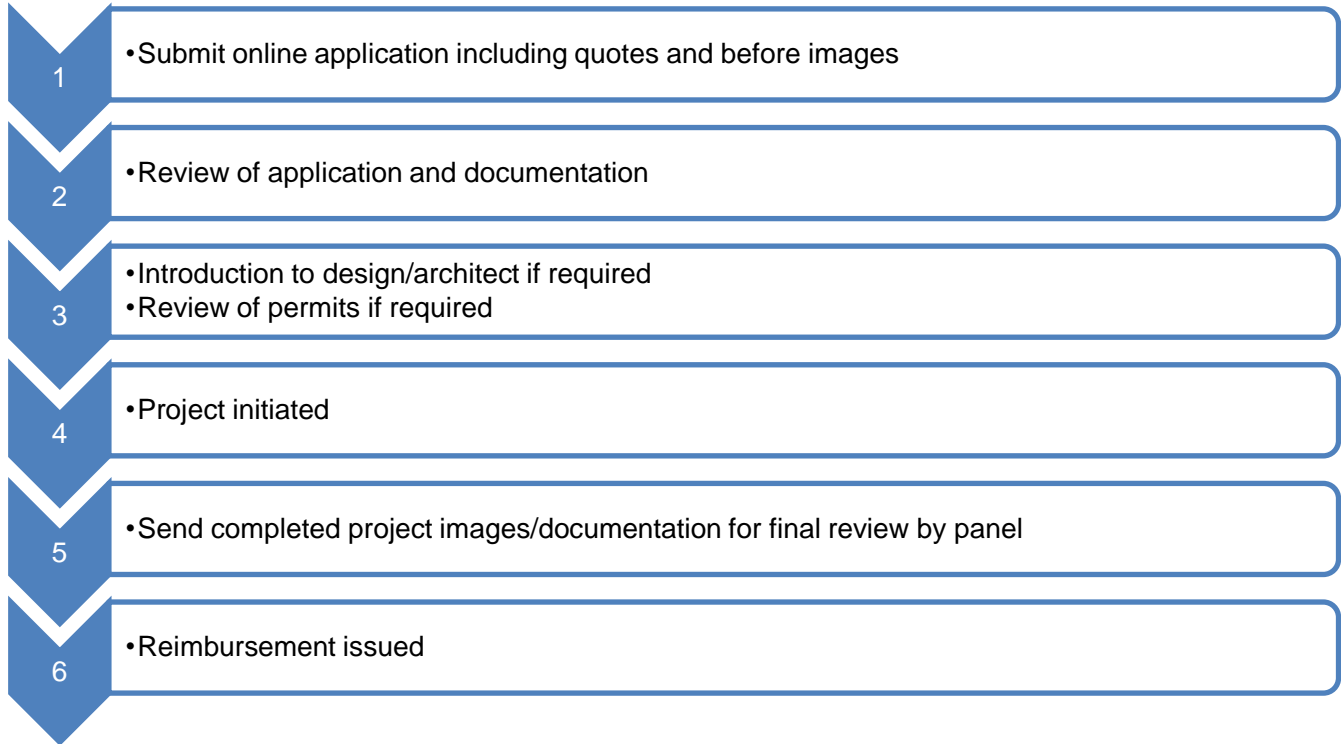 1
•Submit online application including quotes and before images
2
•Review of application and documentation
3
•Introduction to design/architect if required
•Review of permits if required
4
•Project initiated
5
•Send completed project images/documentation for final review by panel
6
•Reimbursement issued